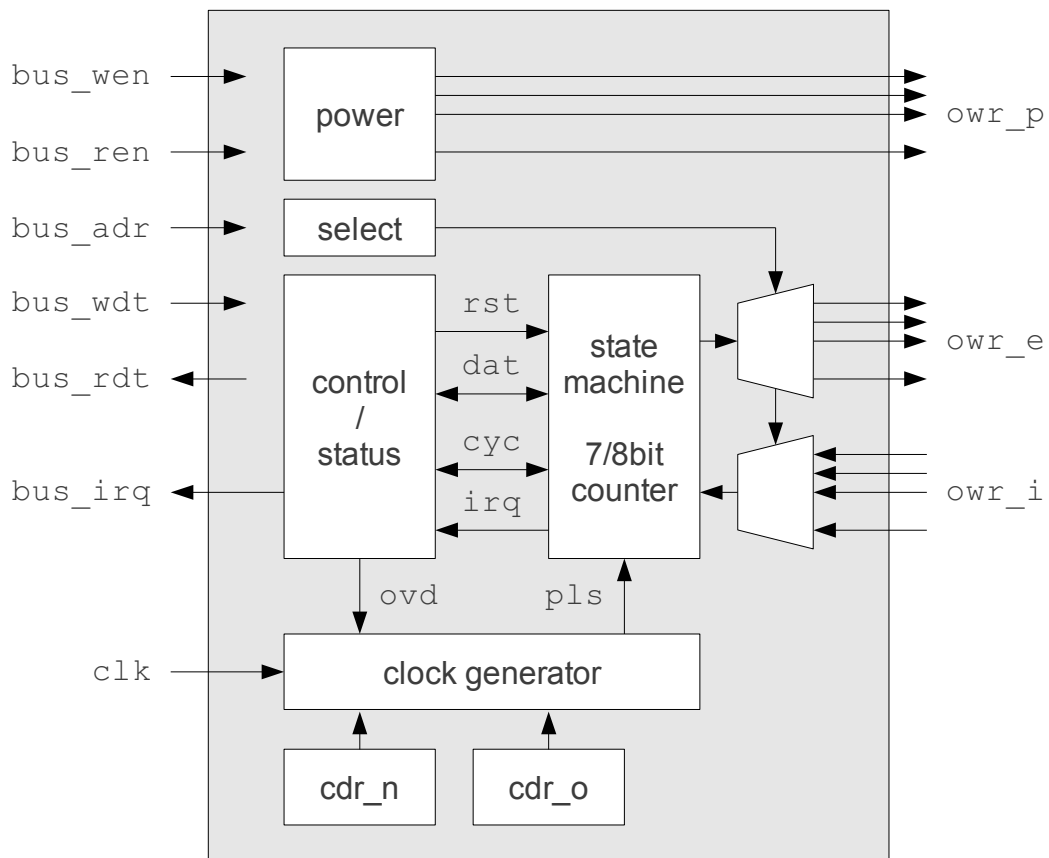 bus_wen
power
owr_p
bus_ren
bus_adr
select
bus_wdt
rst
state
machine
owr_e
bus_rdt
control
/
status
dat
cyc
7/8bit
counter
bus_irq
irq
owr_i
ovd
pls
clk
clock generator
cdr_n
cdr_o